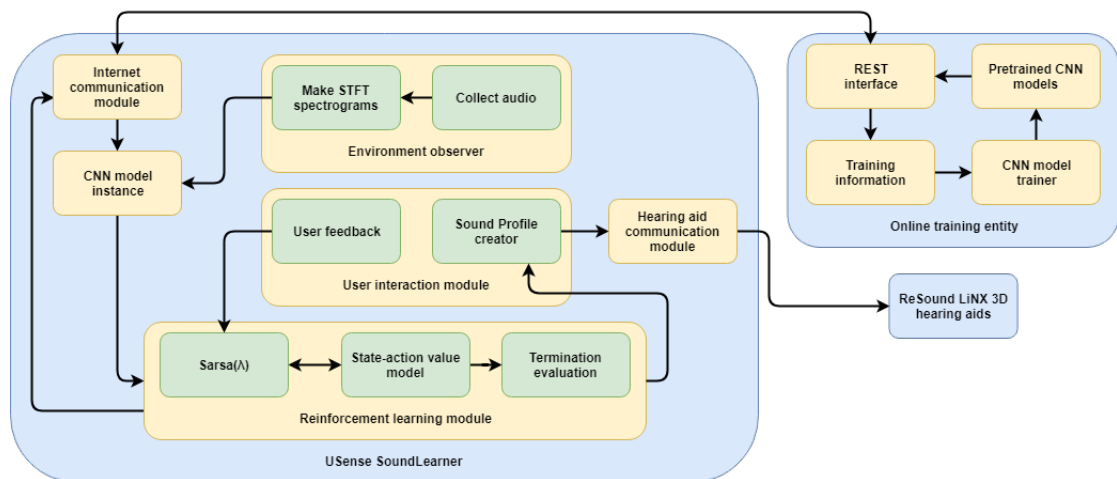 Internet
communication
module
CNN model
instance
Make STFT
spectrograms
Collect audio
Environment observer
User feedback
Sound Profile
creator
User interaction module
Hearing aid
communication
module
Sarsa(Λ)
State-action value
model
Termination
evaluation
Reinforcement learning module
USense SoundLearner
REST
interface
Pretrained CNN
models
Training
information
CNN model
trainer
Online training entity
ReSound LiNX 3D
hearing aids